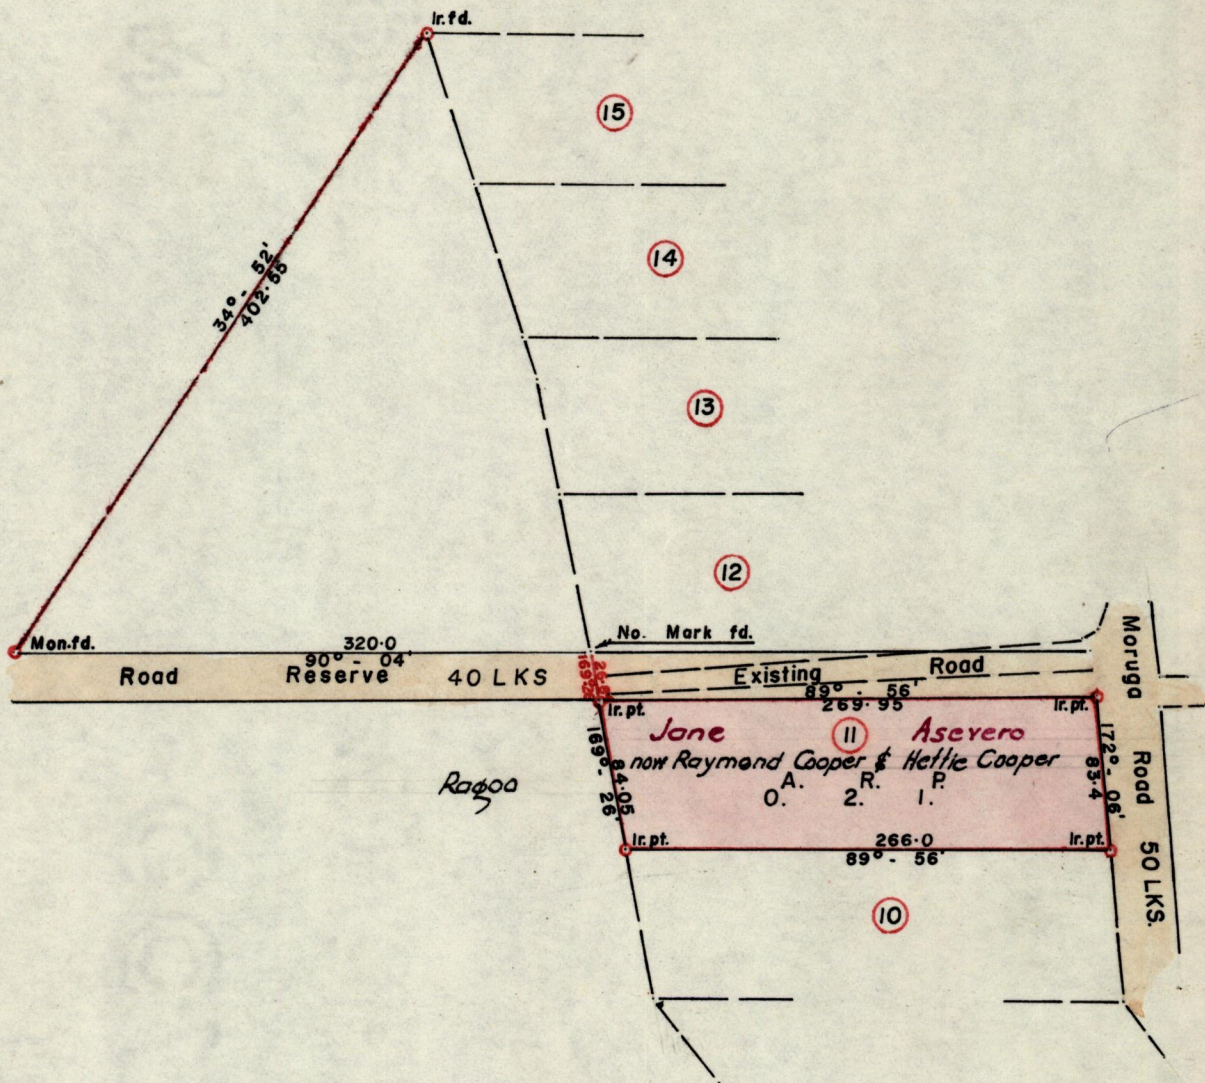 Ir. fd.
15
14
34° - 52'
402·55
13
12
Mon. fd.
320·0
90° - 04'
No. Mark fd.
Road Reserve 40 LKS
Existing Road
Moruga Road 50 LKS.
89° - 56'
269·95
Ir. pt.
Ir. pt.
Jane 11 Asevero
now Raymond Cooper & Hettie Cooper
A. R. P.
0. 2. 1.
169° - 26'
84·05
172° - 06'
83·4
Ragoo
Ir. pt.
266·0
Ir. pt.
89° - 56'
10